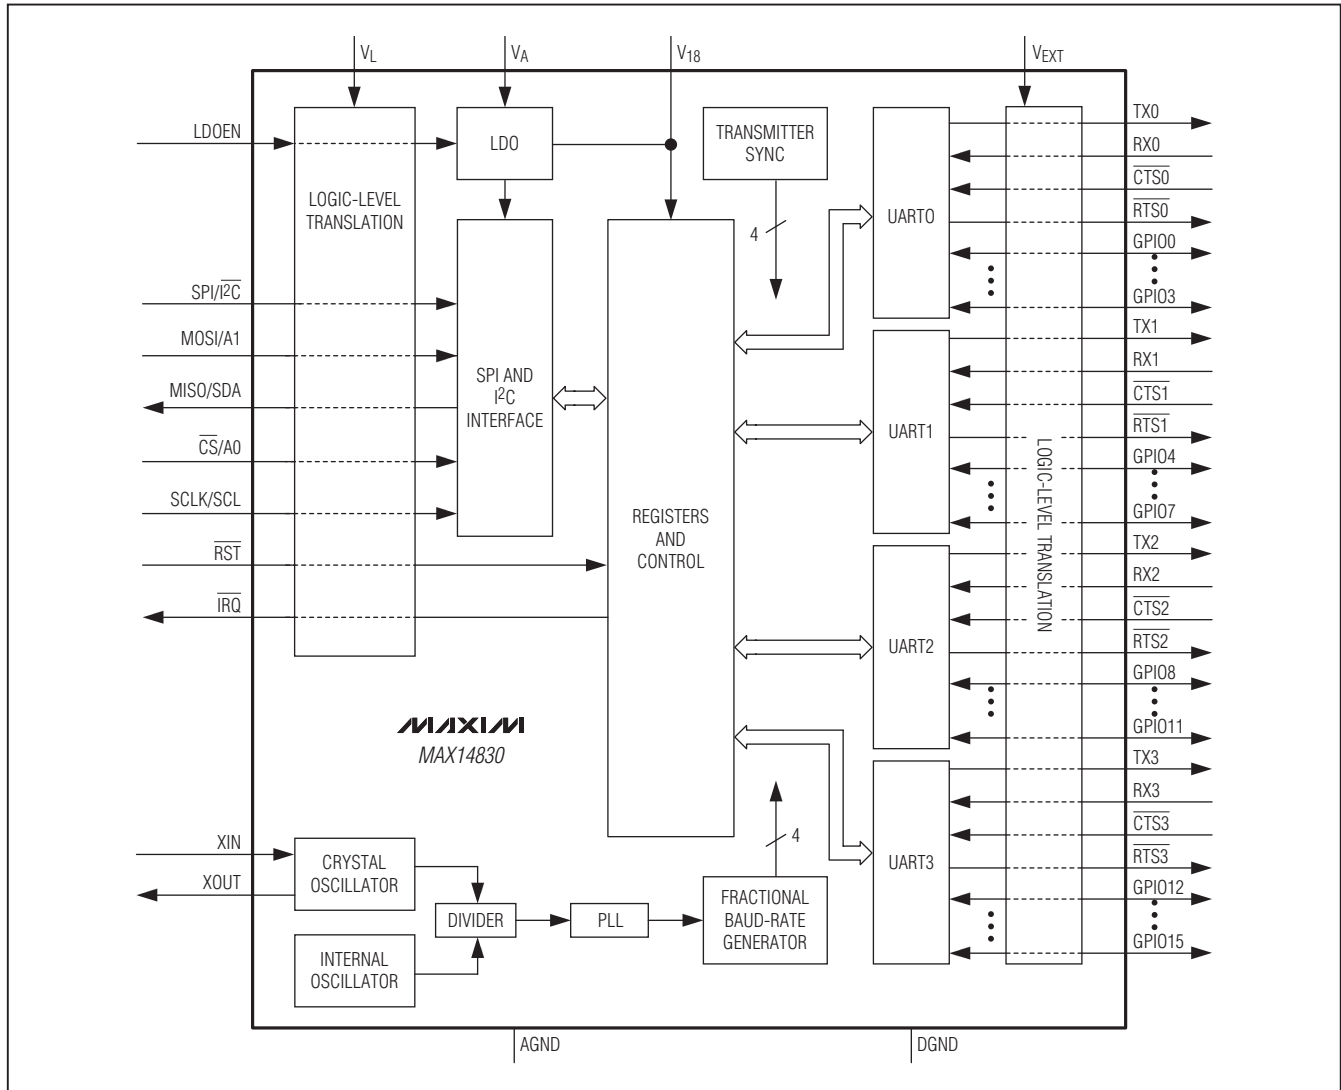 VL
VA
V18
VEXT
LDOEN
SPI/I2C
MOSI/A1
MISO/SDA
CS/A0
SCLK/SCL
RST
IRQ
XIN
XOUT
LOGIC-LEVEL
TRANSLATION
LDO
SPI AND
I2C
INTERFACE
REGISTERS
AND
CONTROL
TRANSMITTER
SYNC
4
UART0
UART1
UART2
UART3
LOGIC-LEVEL TRANSLATION
TX0
RX0
CTS0
RTS0
GPIO0
GPIO3
TX1
RX1
CTS1
RTS1
GPIO4
GPIO7
TX2
RX2
CTS2
RTS2
GPIO8
GPIO11
TX3
RX3
CTS3
RTS3
GPIO12
GPIO15
MAXIM
MAX14830
CRYSTAL
OSCILLATOR
INTERNAL
OSCILLATOR
DIVIDER
PLL
4
FRACTIONAL
BAUD-RATE
GENERATOR
AGND
DGND